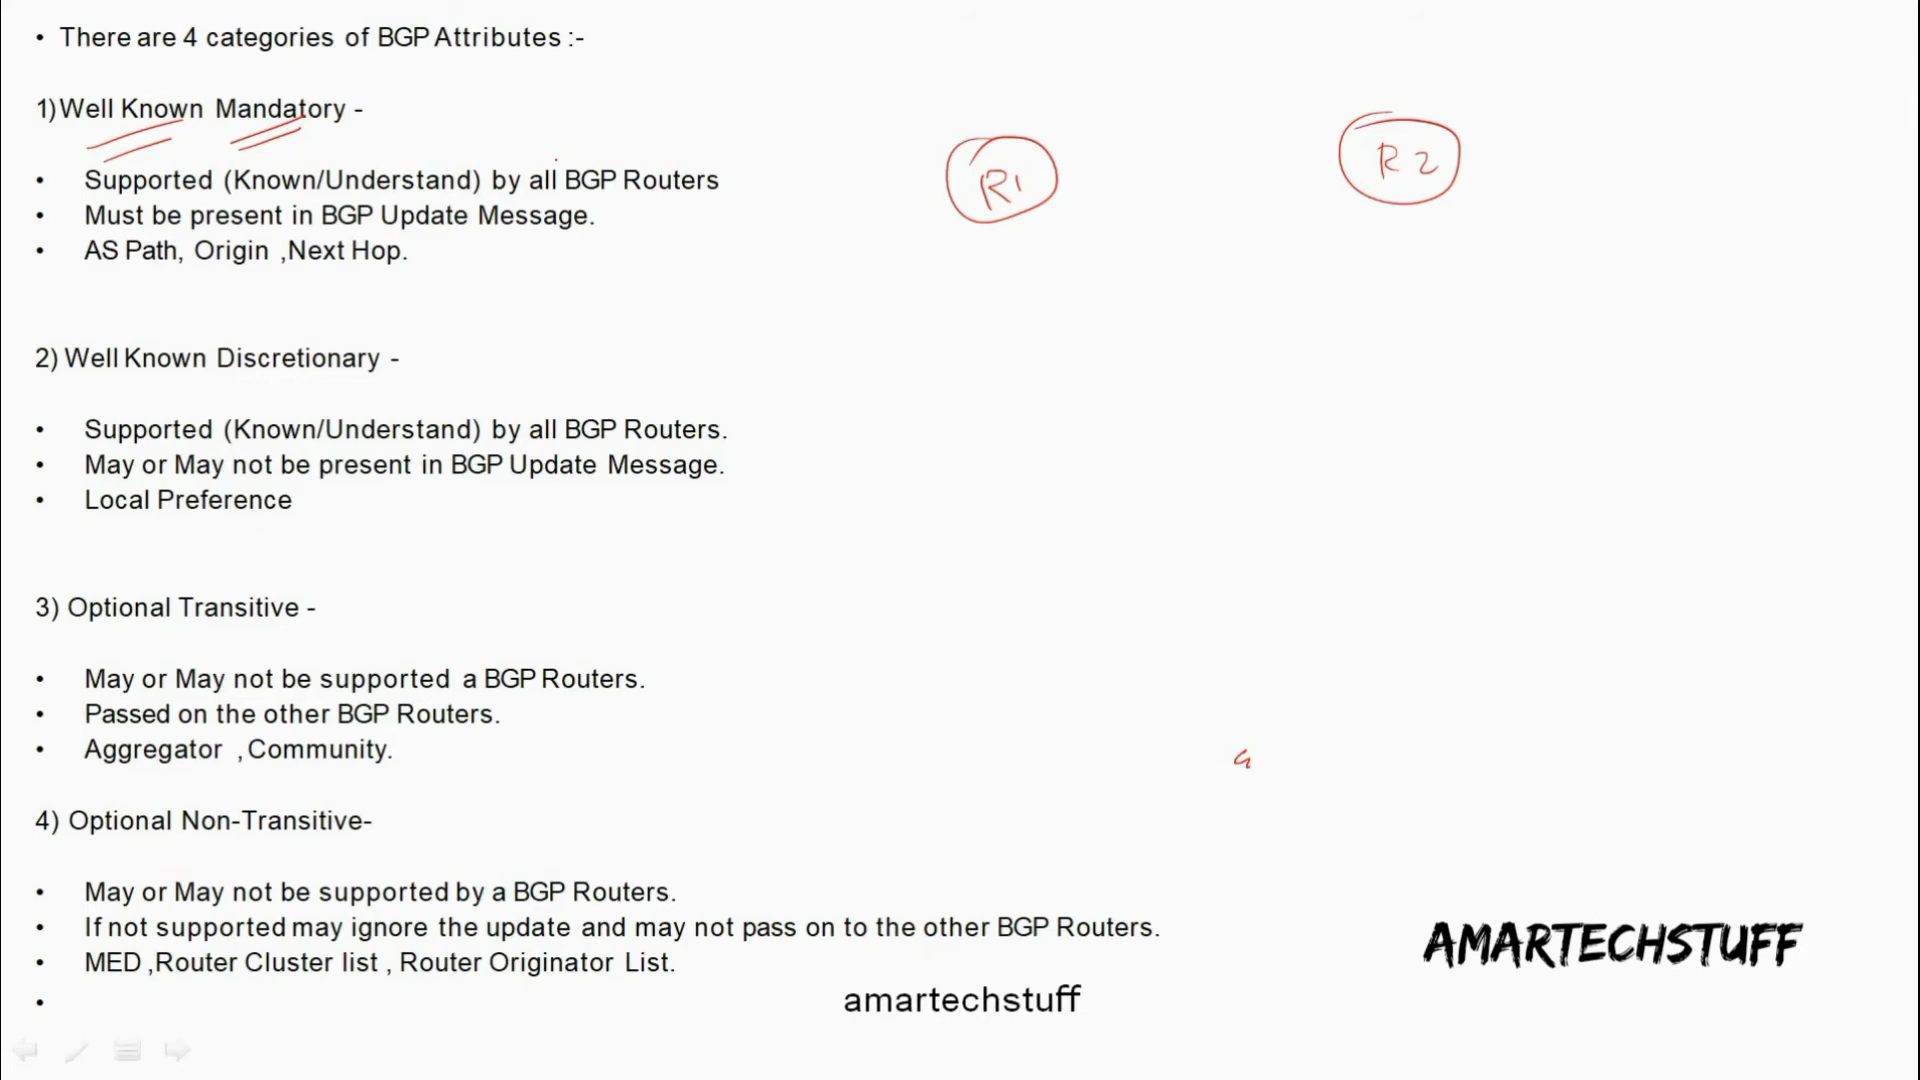 • There are 4 categories of BGP Attributes :-
1) Well Known Mandatory -
• Supported (Known/Understand) by all BGP Routers
• Must be present in BGP Update Message.
• AS Path, Origin ,Next Hop.
R1
R2
2) Well Known Discretionary -
• Supported (Known/Understand) by all BGP Routers.
• May or May not be present in BGP Update Message.
• Local Preference
3) Optional Transitive -
• May or May not be supported a BGP Routers.
• Passed on the other BGP Routers.
• Aggregator ,Community.
4) Optional Non-Transitive-
• May or May not be supported by a BGP Routers.
• If not supported may ignore the update and may not pass on to the other BGP Routers.
• MED ,Router Cluster list , Router Originator List.
•
AMARTECHSTUFF
amartechstuff